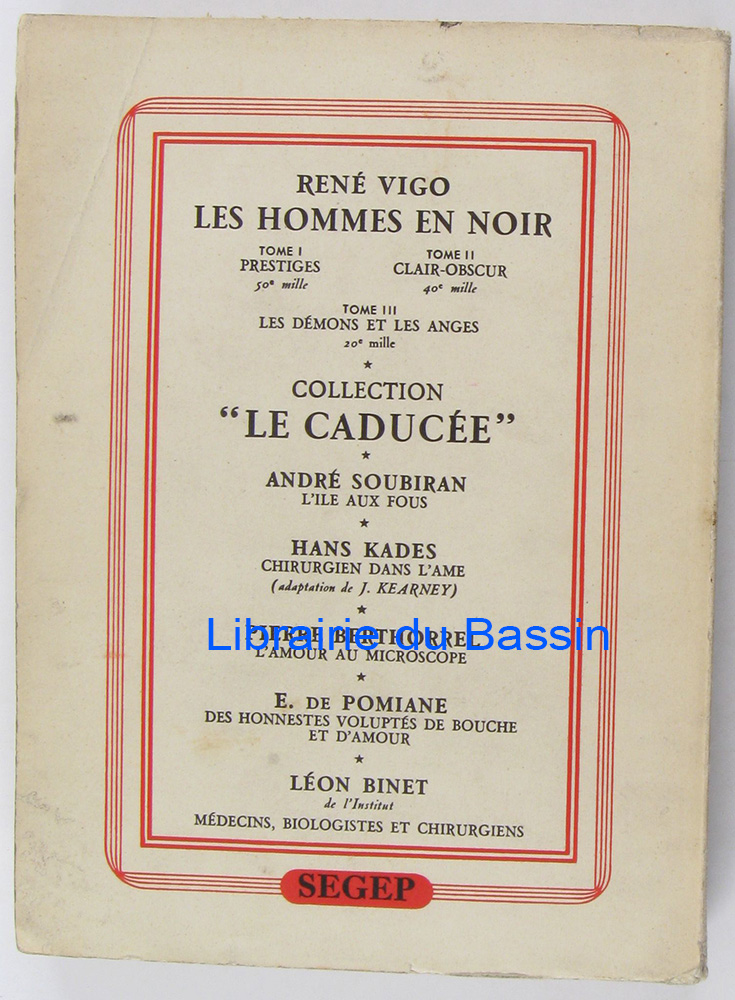 RENÉ VIGO
LES HOMMES EN NOIR
TOME I TOME II
PRESTIGES CLAIR-OBSCUR
50e mille 40e mille
TOME III
LES DÉMONS ET LES ANGES
20e mille
COLLECTION
“LE CADUCÉE”
ANDRÉ SOUBIRAN
L'ILE AUX FOUS
HANS KADES
CHIRURGIEN DANS L'AME
(adaptation de J. KEARNEY)
PIERRE
Librairie du Bassin
L'AMOUR AU MICROSCOPE
E. DE POMIANE
DES HONNESTES VOLUPTÉS DE BOUCHE
ET D'AMOUR
LÉON BINET
de l'Institut
MÉDECINS, BIOLOGISTES ET CHIRURGIENS
SEGEP